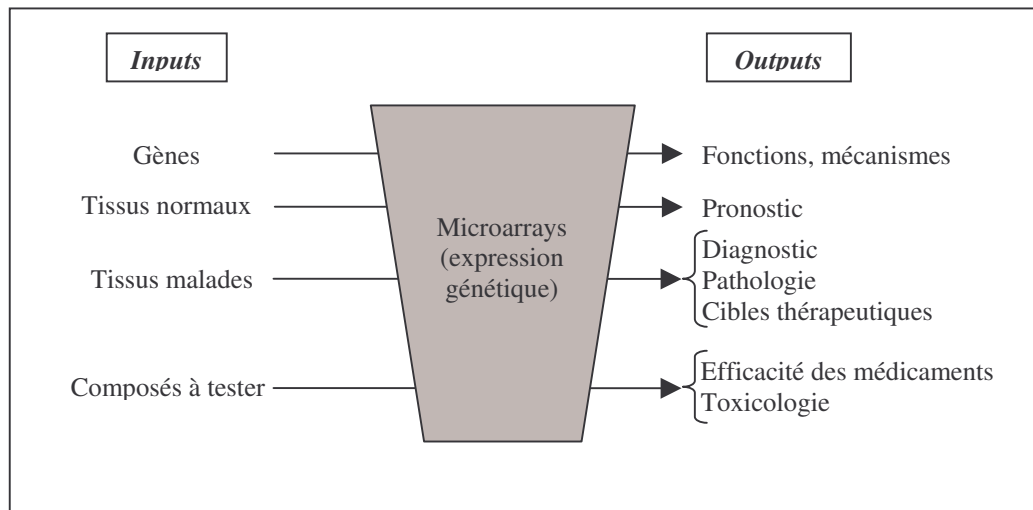 Inputs
Outputs
Gènes
Fonctions, mécanismes
Tissus normaux
Pronostic
Microarrays
(expression
génétique)
Tissus malades
Diagnostic
Pathologie
Cibles thérapeutiques
Composés à tester
Efficacité des médicaments
Toxicologie